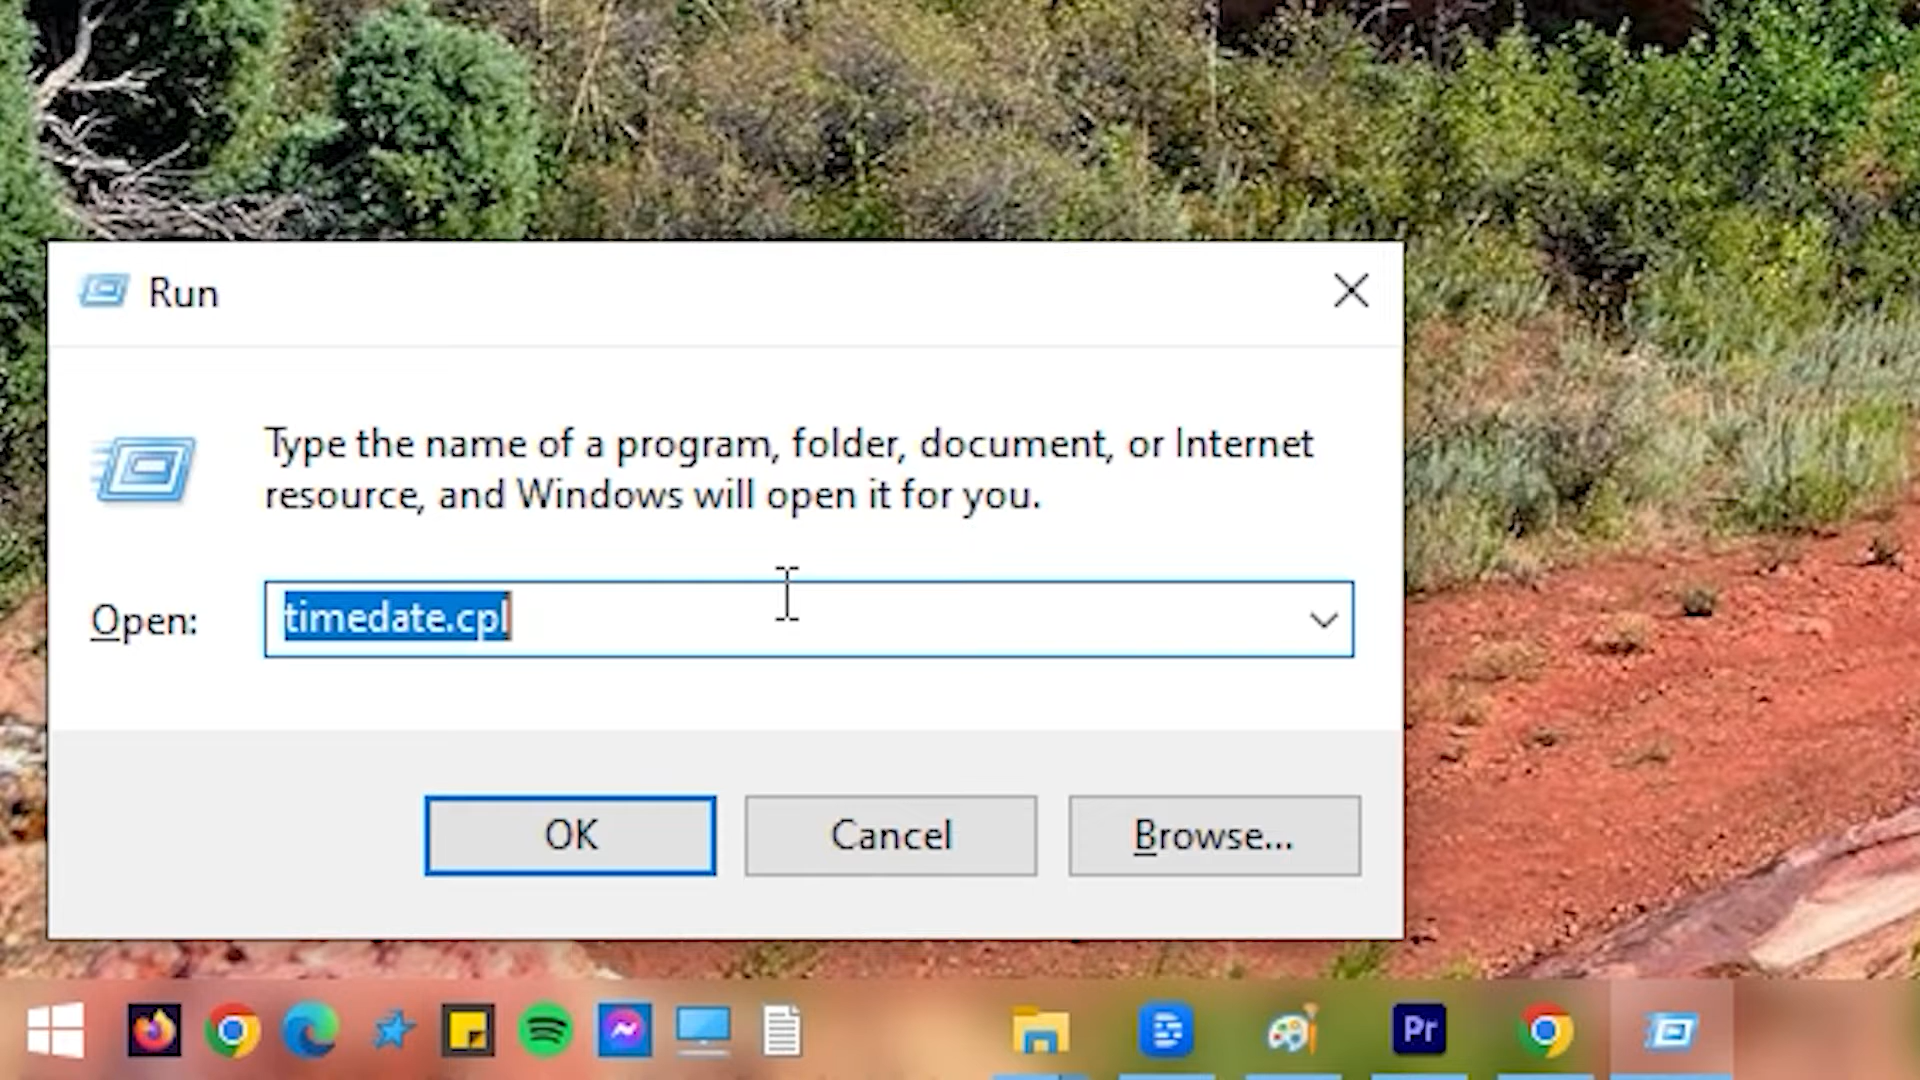 Run
Type the name of a program, folder, document, or Internet
resource, and Windows will open it for you.
Open:
timedate.cpl
OK
Cancel
Browse...
Pr